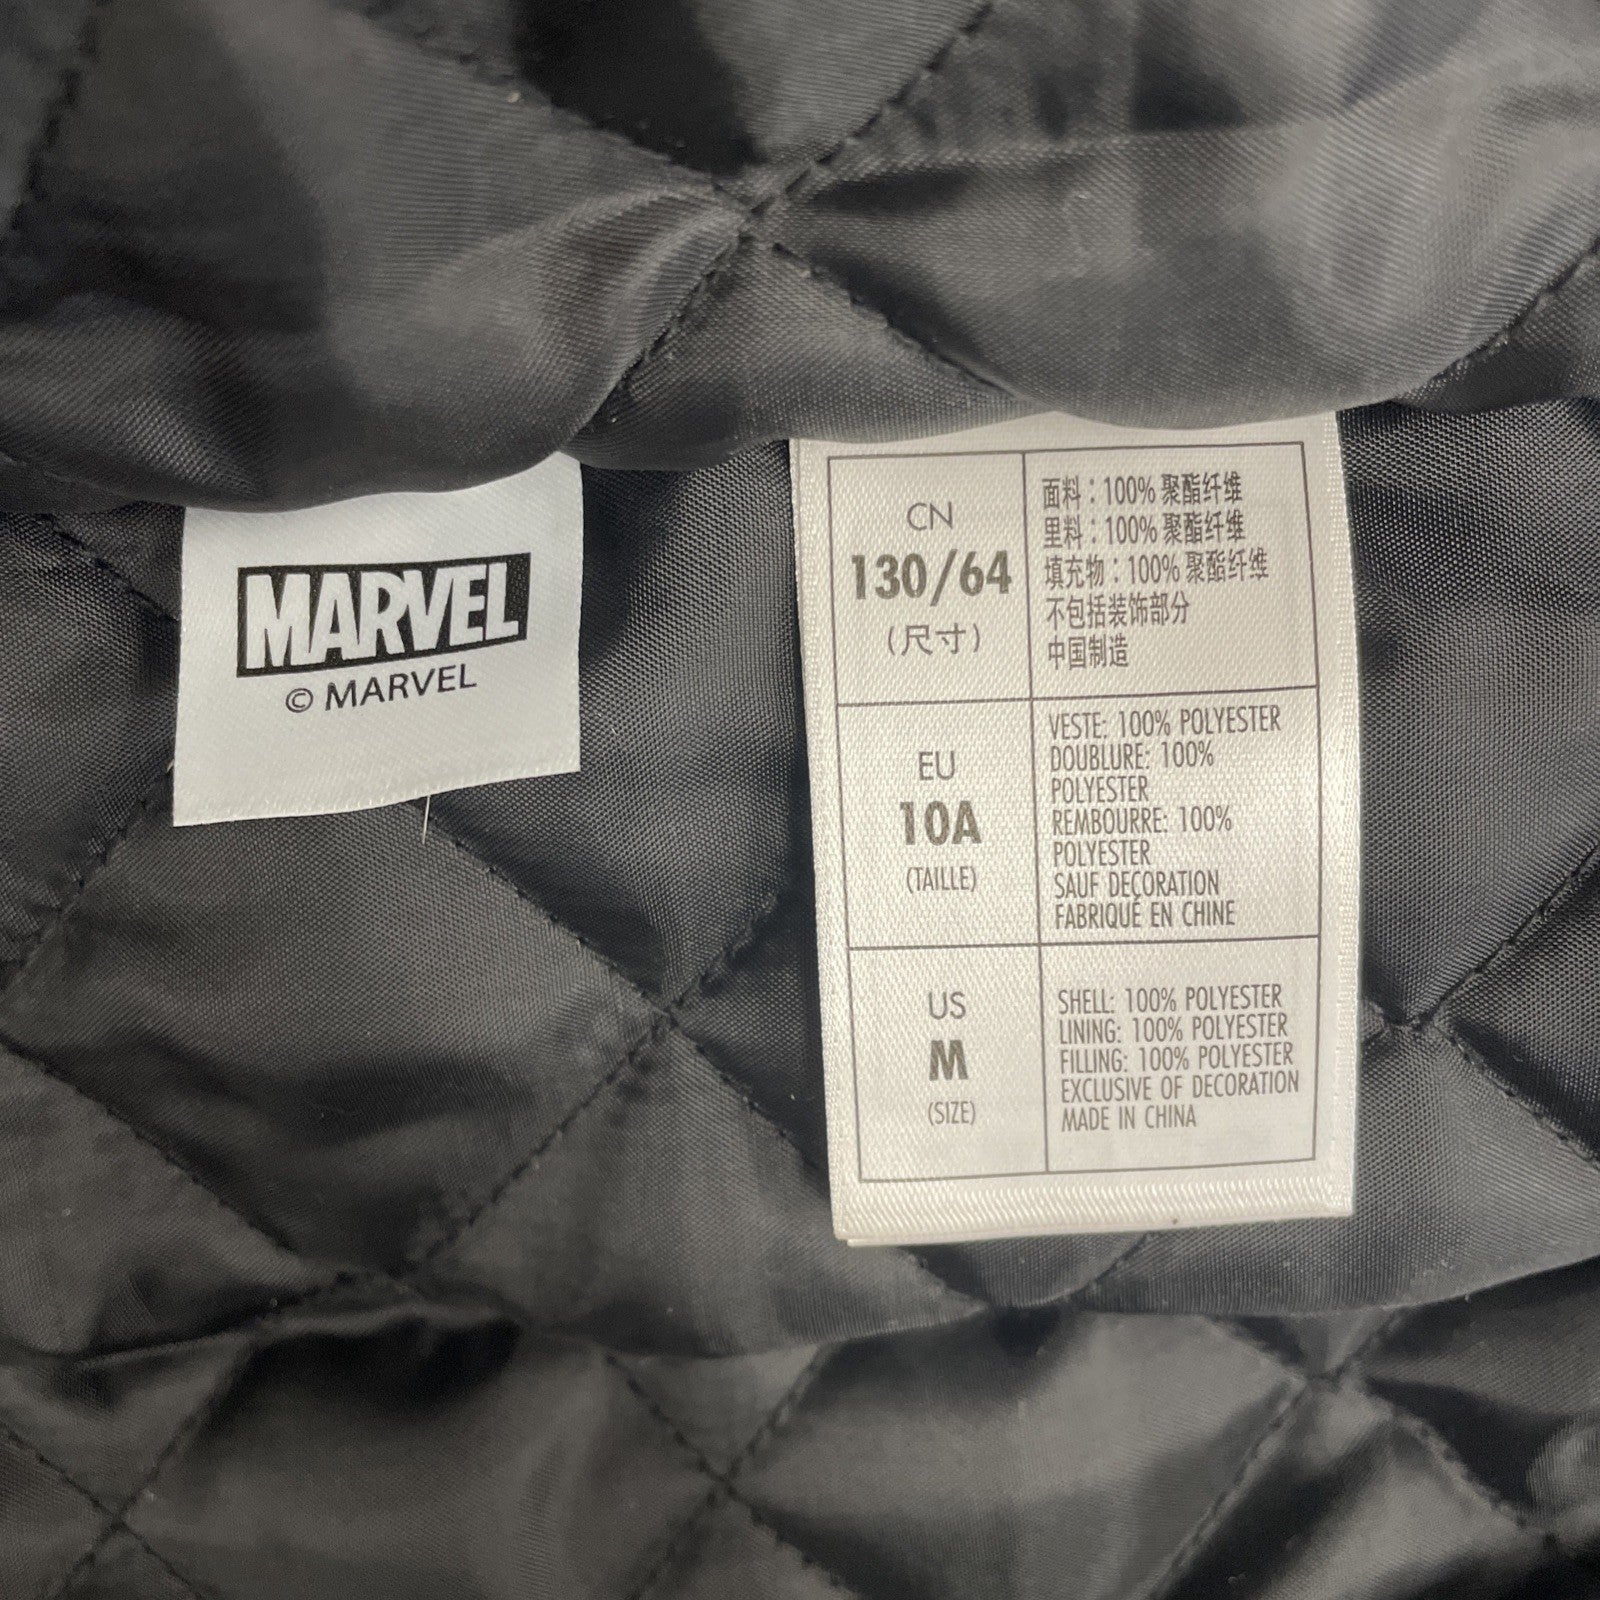 MARVEL
© MARVEL
CN
130/64
(尺寸)
面料：100% 聚酯纤维
里料：100% 聚酯纤维
填充物：100% 聚酯纤维
不包括装饰部分
中国制造
EU
10A
(TAILLE)
VESTE: 100% POLYESTER
DOUBLURE: 100%
POLYESTER
REMBOURRE: 100%
POLYESTER
SAUF DECORATION
FABRIQUÉ EN CHINE
US
M
(SIZE)
SHELL: 100% POLYESTER
LINING: 100% POLYESTER
FILLING: 100% POLYESTER
EXCLUSIVE OF DECORATION
MADE IN CHINA